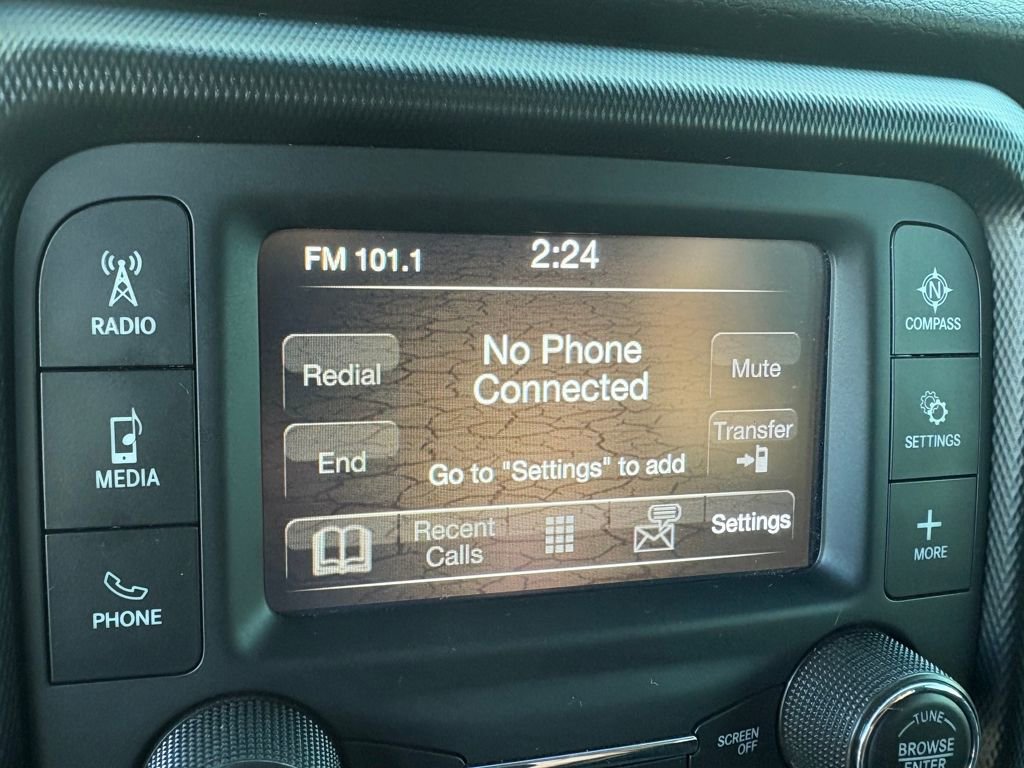 FM 101.1
2:24
RADIO
MEDIA
PHONE
Redial
No Phone
Connected
Mute
End
Go to "Settings" to add
Transfer
Recent
Calls
Settings
N
COMPASS
SETTINGS
MORE
SCREEN
OFF
TUNE
BROWSE
ENTER